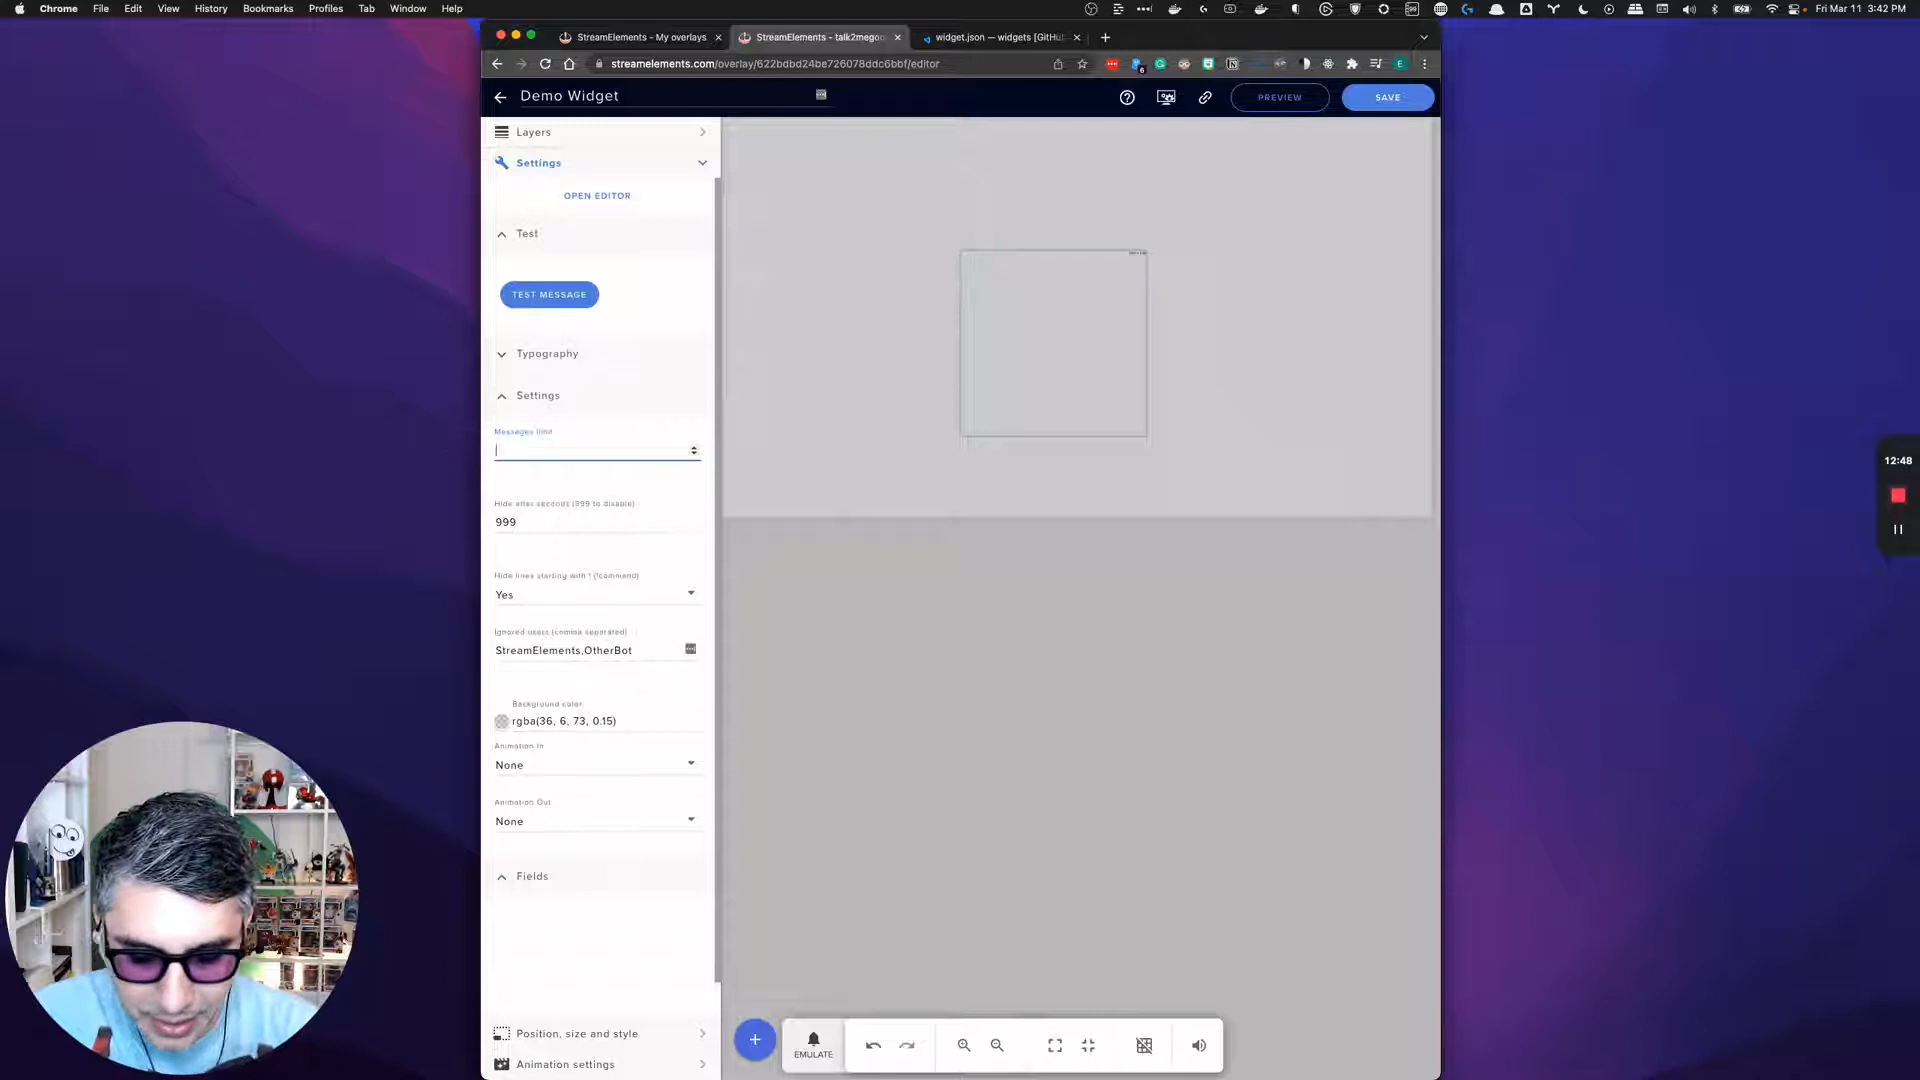 Chrome File Edit View History Bookmarks Profiles Tab Window Help
Fri Mar 11 3:42 PM
StreamElements - My overlays
StreamElements - talk2megoo
widget.json — widgets [GitHu
streamelements.com/overlay/622bdbd24be726078ddc6bbf/editor
Demo Widget
PREVIEW
SAVE
Layers
Settings
OPEN EDITOR
Test
TEST MESSAGE
Typography
Settings
Messages limit
Hide after seconds (999 to disable)
999
Hide lines starting with ! (!command)
Yes
Ignored users (comma separated)
StreamElements,OtherBot
Background color
rgba(36, 6, 73, 0.15)
Animation In
None
Animation Out
None
Fields
Position, size and style
Animation settings
EMULATE
12:48